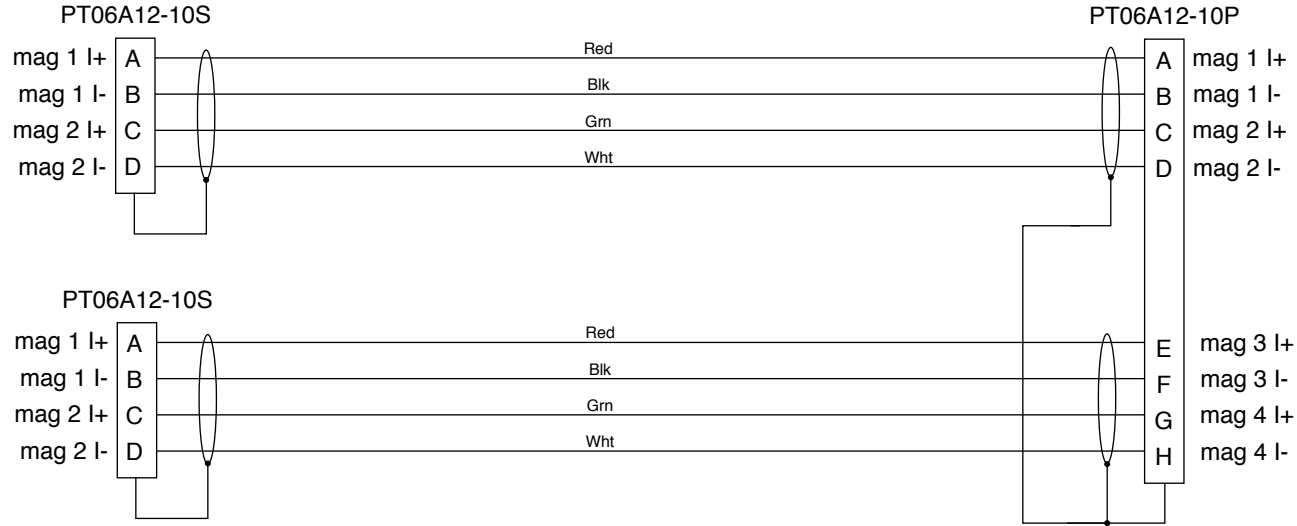 PT06A12-10S PT06A12-10P
mag 1 I+ A Red A mag 1 I+
mag 1 I- B Blk B mag 1 I-
mag 2 I+ C Grn C mag 2 I+
mag 2 I- D Wht D mag 2 I-
PT06A12-10S
mag 1 I+ A Red E mag 3 I+
mag 1 I- B Blk F mag 3 I-
mag 2 I+ C Grn G mag 4 I+
mag 2 I- D Wht H mag 4 I-